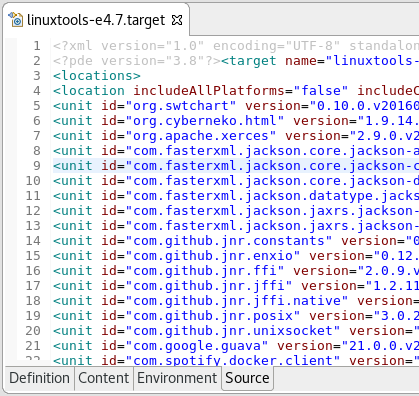 linuxtools-e4.7.target
1 <?xml version="1.0" encoding="UTF-8" standalon
2 <?pde version="3.8"?><target name="linuxtools-
3 <locations>
4 <location includeAllPlatforms="false" includeC
5 <unit id="org.swtchart" version="0.10.0.v20160
6 <unit id="org.cyberneko.html" version="1.9.14.
7 <unit id="org.apache.xerces" version="2.9.0.v2
8 <unit id="com.fasterxml.jackson.core.jackson-a
9 <unit id="com.fasterxml.jackson.core.jackson-c
10 <unit id="com.fasterxml.jackson.core.jackson-d
11 <unit id="com.fasterxml.jackson.datatype.jacks
12 <unit id="com.fasterxml.jackson.jaxrs.jackson-
13 <unit id="com.fasterxml.jackson.jaxrs.jackson-
14 <unit id="com.github.jnr.constants" version="0
15 <unit id="com.github.jnr.enxio" version="0.12.
16 <unit id="com.github.jnr.ffi" version="2.0.9.v
17 <unit id="com.github.jnr.jffi" version="1.2.11
18 <unit id="com.github.jnr.jffi.native" version=
19 <unit id="com.github.jnr.posix" version="3.0.2
20 <unit id="com.github.jnr.unixsocket" version="
21 <unit id="com.google.guava" version="21.0.0.v2
22 <unit id="com.spotify.docker.client" version="
Definition Content Environment Source